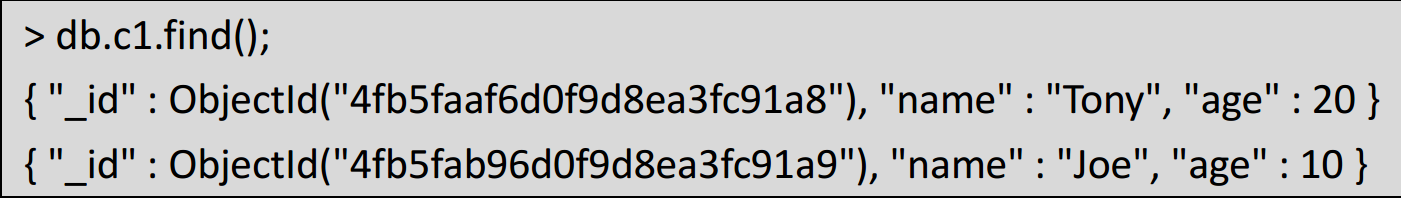 > db.c1.find();
{ "_id" : ObjectId("4fb5faaf6d0f9d8ea3fc91a8"), "name" : "Tony", "age" : 20 }
{ "_id" : ObjectId("4fb5fab96d0f9d8ea3fc91a9"), "name" : "Joe", "age" : 10 }